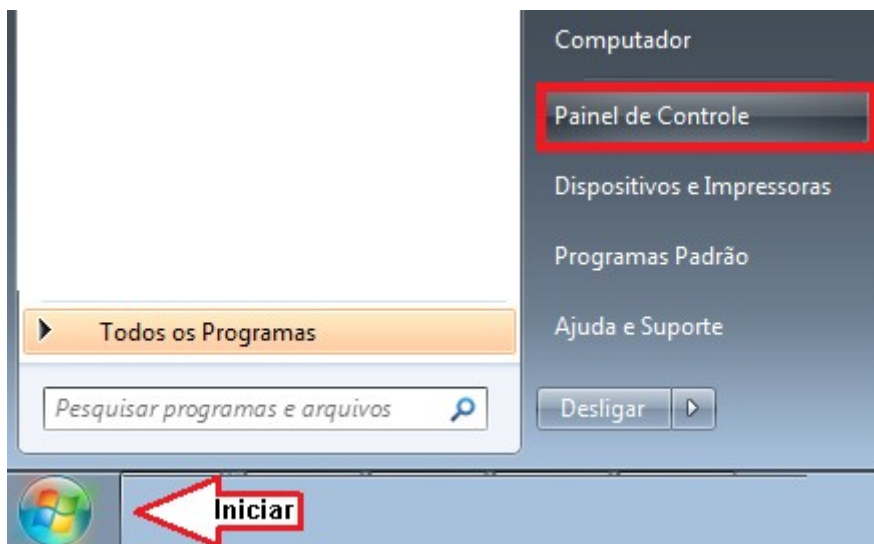 Computador
Painel de Controle
Dispositivos e Impressoras
Programas Padrão
Todos os Programas
Ajuda e Suporte
Pesquisar programas e arquivos
Desligar
Iniciar